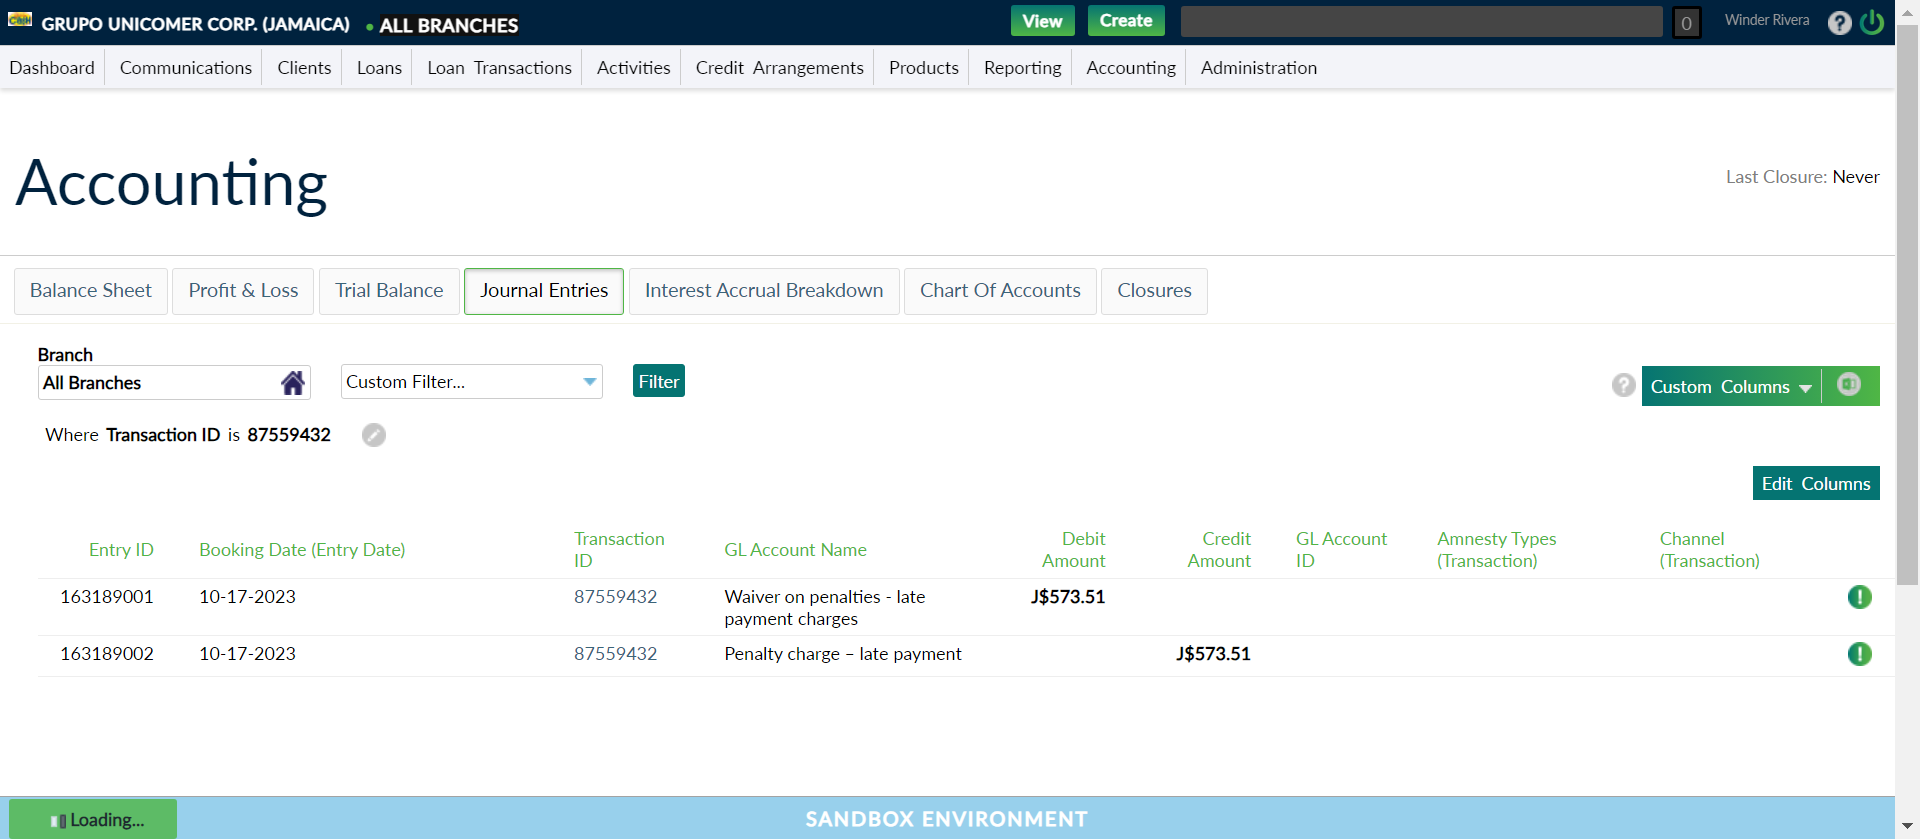 GRUPO UNICOMER CORP. (JAMAICA) • ALL BRANCHES View Create 0 Winder Rivera ?
Dashboard Communications Clients Loans Loan Transactions Activities Credit Arrangements Products Reporting Accounting Administration
Accounting
Last Closure: Never
Balance Sheet Profit & Loss Trial Balance Journal Entries Interest Accrual Breakdown Chart Of Accounts Closures
Branch
All Branches Custom Filter... Filter ? Custom Columns
Where Transaction ID is 87559432
Edit Columns
Entry ID Booking Date (Entry Date) Transaction ID GL Account Name Debit Amount Credit Amount GL Account ID Amnesty Types (Transaction) Channel (Transaction)
163189001 10-17-2023 87559432 Waiver on penalties - late payment charges J$573.51
163189002 10-17-2023 87559432 Penalty charge – late payment J$573.51
Loading... SANDBOX ENVIRONMENT